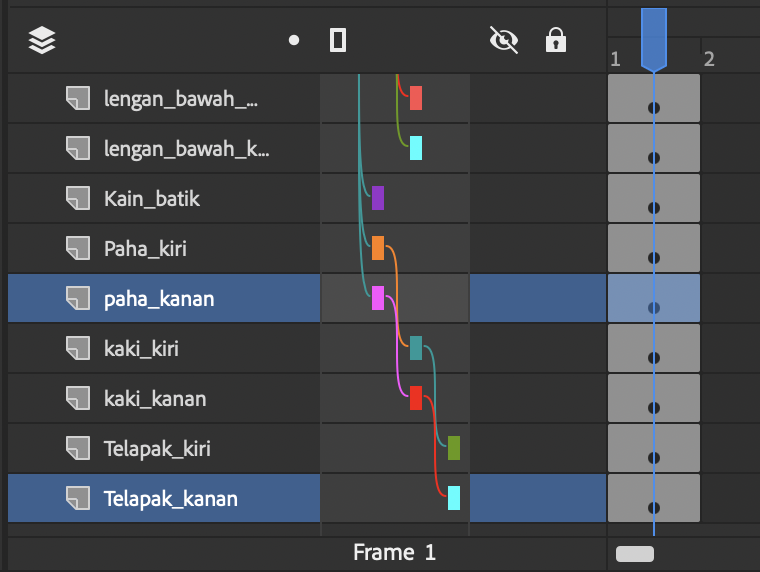 1 2
lengan_bawah_...
lengan_bawah_k...
Kain_batik
Paha_kiri
paha_kanan
kaki_kiri
kaki_kanan
Telapak_kiri
Telapak_kanan
Frame 1